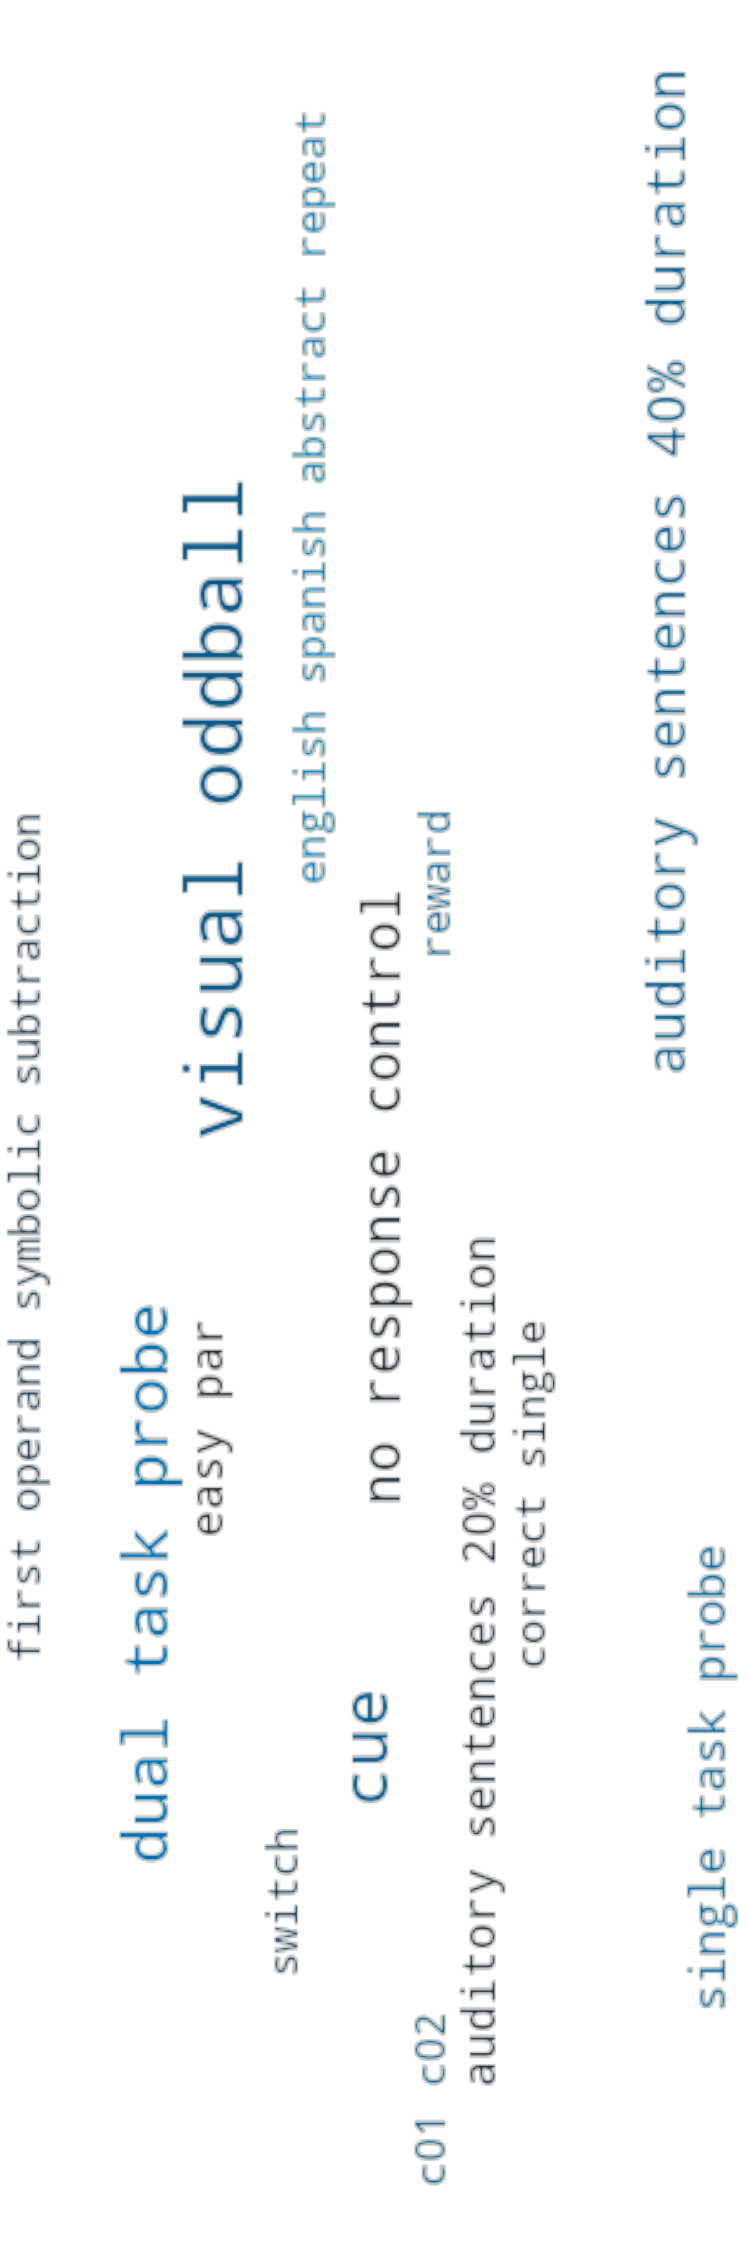 first operand symbolic subtraction
dual task probe
visual oddball
easy par
switch
english spanish abstract repeat
cue
no response control
reward
c01 c02
auditory sentences 20% duration
correct single
auditory sentences 40% duration
single task probe